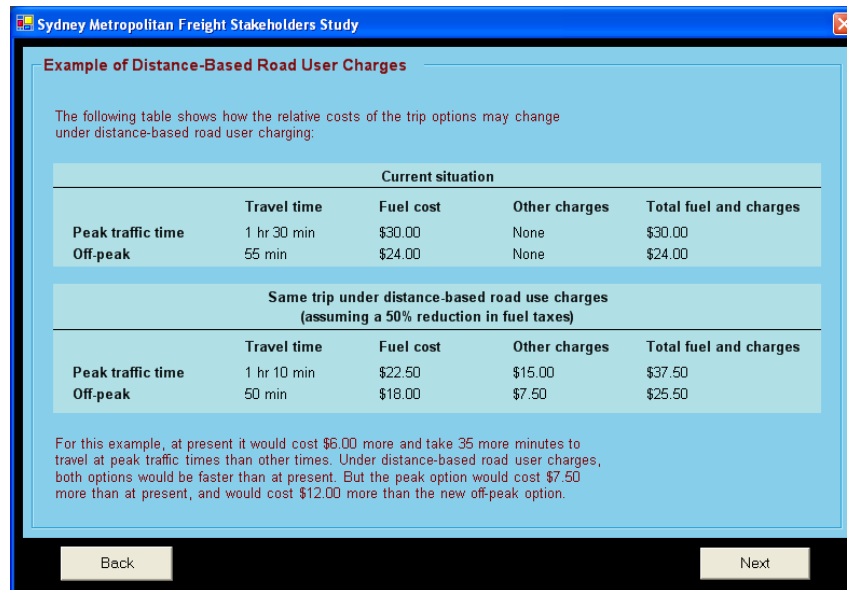 Sydney Metropolitan Freight Stakeholders Study
Example of Distance-Based Road User Charges
The following table shows how the relative costs of the trip options may change
under distance-based road user charging:
Current situation
Travel time Fuel cost Other charges Total fuel and charges
Peak traffic time 1 hr 30 min $30.00 None $30.00
Off-peak 55 min $24.00 None $24.00
Same trip under distance-based road use charges
(assuming a 50% reduction in fuel taxes)
Travel time Fuel cost Other charges Total fuel and charges
Peak traffic time 1 hr 10 min $22.50 $15.00 $37.50
Off-peak 50 min $18.00 $7.50 $25.50
For this example, at present it would cost $6.00 more and take 35 more minutes to
travel at peak traffic times than other times. Under distance-based road user charges,
both options would be faster than at present. But the peak option would cost $7.50
more than at present, and would cost $12.00 more than the new off-peak option.
Back Next